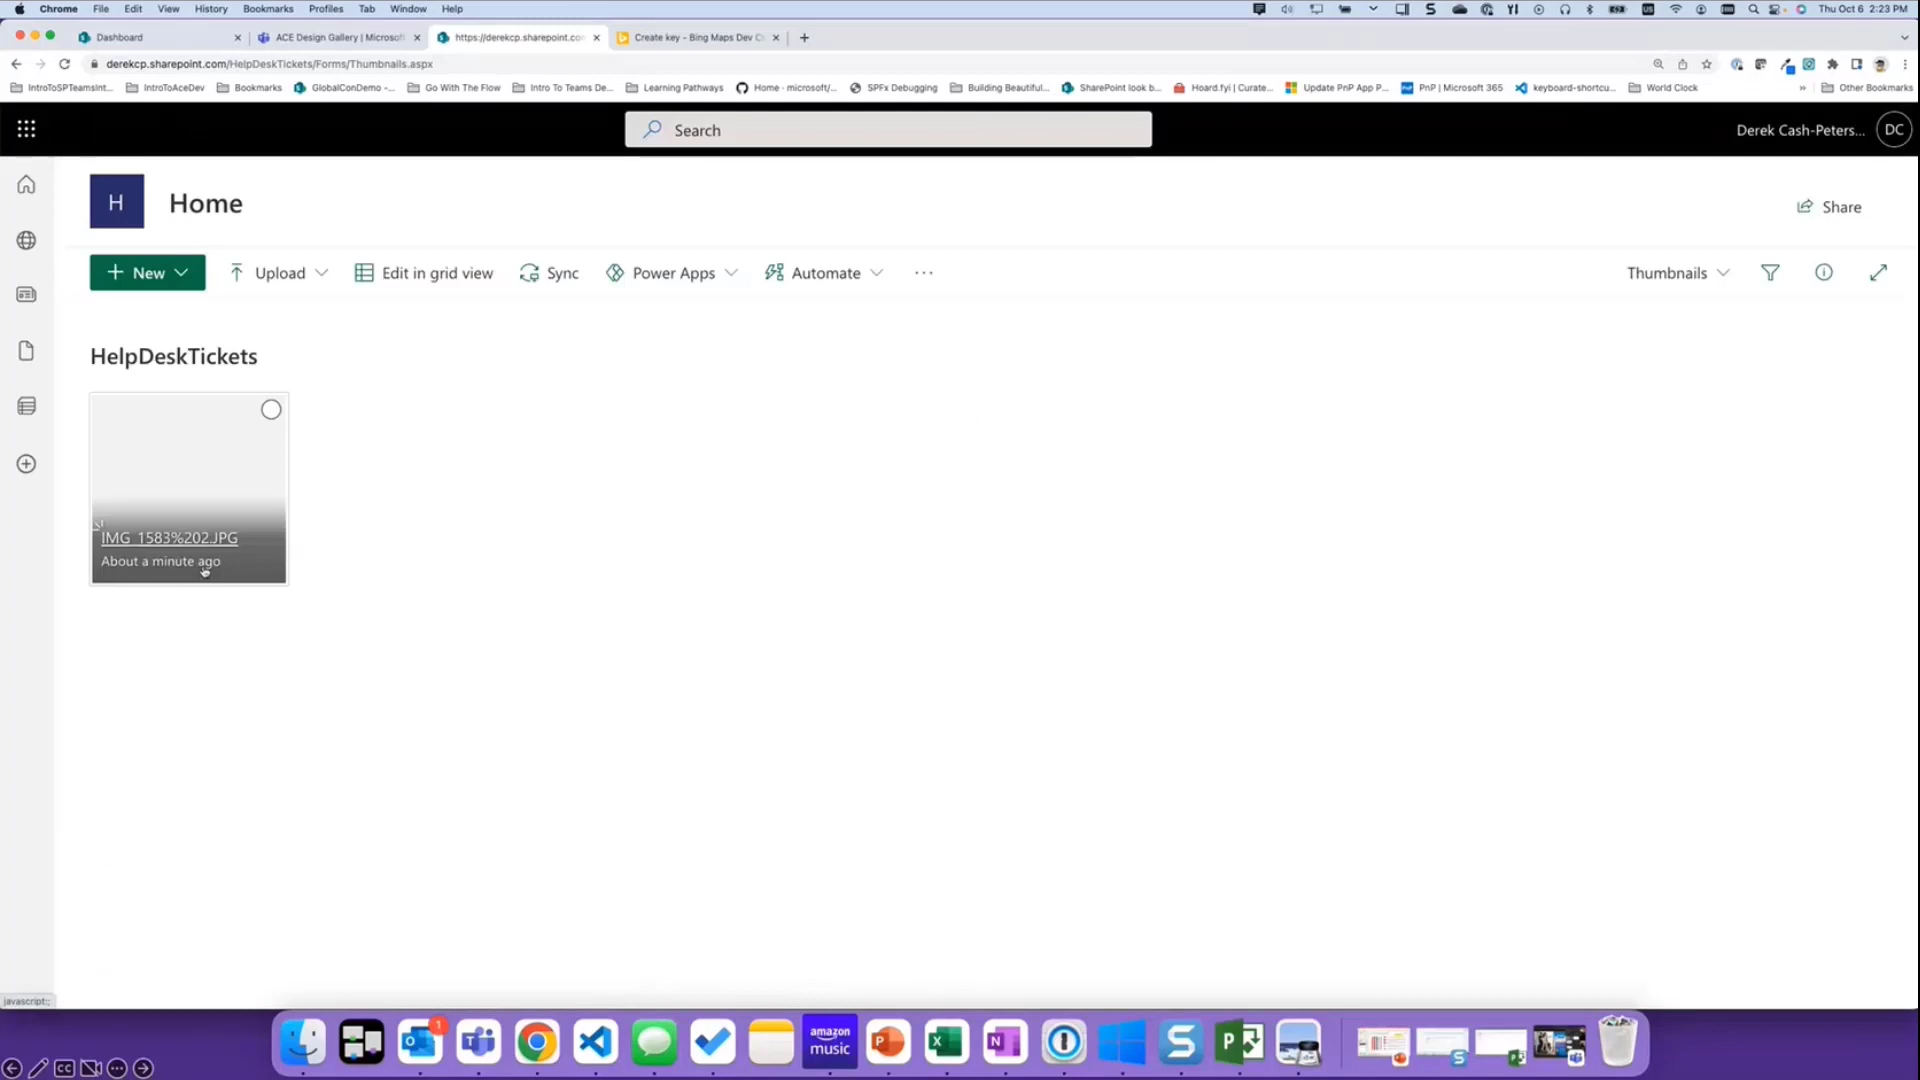 Chrome File Edit View History Bookmarks Profiles Tab Window Help Thu Oct 6 2:23 PM
Dashboard ACE Design Gallery | Microsoft https://derekcp.sharepoint.com Create key - Bing Maps Dev C
derekcp.sharepoint.com/HelpDeskTickets/Forms/Thumbnails.aspx
IntroToSPTeamsInt... IntroToAceDev Bookmarks GlobalConDemo -... Go With The Flow Intro To Teams De... Learning Pathways Home · microsoft/... SPFx Debugging Building Beautiful... SharePoint look b... Hoard.fyi | Curate... Update PnP App P... PnP | Microsoft 365 keyboard-shortcu... World Clock » Other Bookmarks
Search Derek Cash-Peters... DC
H Home Share
New Upload Edit in grid view Sync Power Apps Automate ... Thumbnails
HelpDeskTickets
IMG_1583%202.JPG
About a minute ago
javascript:;
1
amazon
music
CC